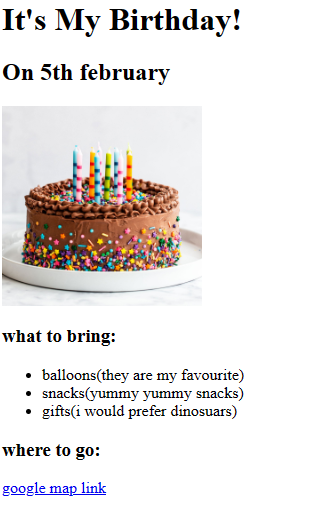 It's My Birthday!
On 5th february
what to bring:
balloons(they are my favourite)
snacks(yummy yummy snacks)
gifts(i would prefer dinosuars)
where to go:
google map link